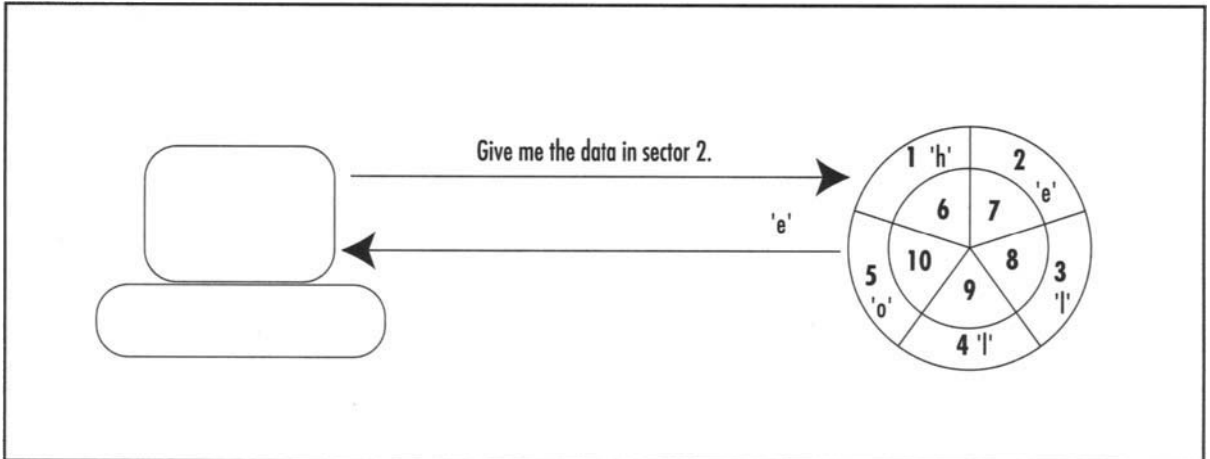 Give me the data in sector 2.
'e'
1 'h'
2
'e'
6
7
10
8
5
'o'
9
3
'l'
4 'l'